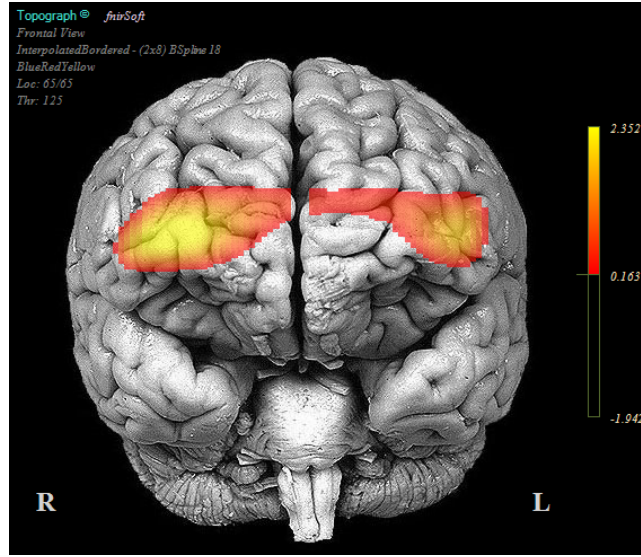 Topograph © fnirSoft
Frontal View
InterpolatedBordered - (2x8) BSpline 18
BlueRedYellow
Loc: 65/65
Thr: 125
2.352
0.163
-1.942
R
L